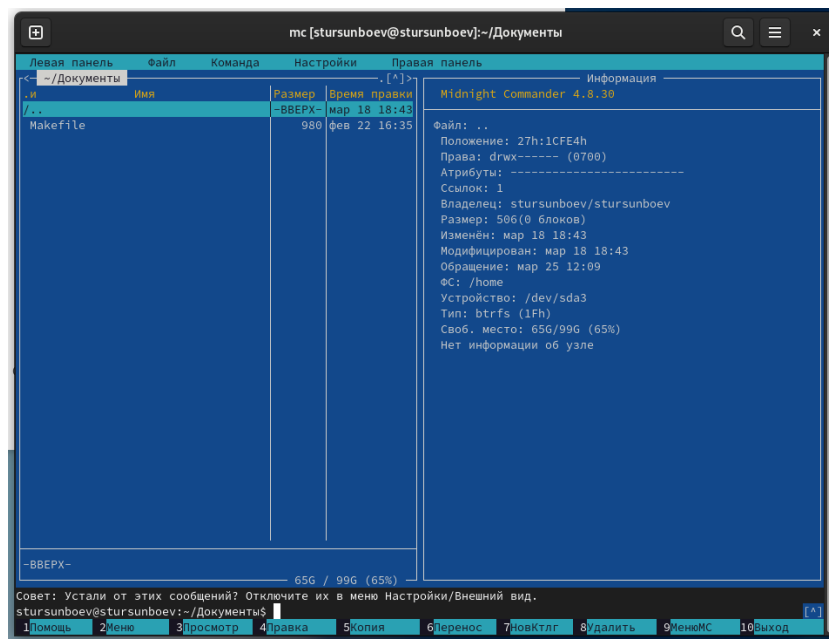 mc [stursunboev@stursunboev]:~/Документы
Левая панель Файл Команда Настройки Правая панель
<- ~/Документы .[^]>
.и Имя Размер Время правки
/.. -ВВЕРХ- мар 18 18:43
Makefile 980 фев 22 16:35
-ВВЕРХ-
65G / 99G (65%)
Информация
Midnight Commander 4.8.30
Файл: ..
Положение: 27h:1CFE4h
Права: drwx------ (0700)
Атрибуты: -------------------------
Ссылок: 1
Владелец: stursunboev/stursunboev
Размер: 506(0 блоков)
Изменён: мар 18 18:43
Модифицирован: мар 18 18:43
Обращение: мар 25 12:09
ФС: /home
Устройство: /dev/sda3
Тип: btrfs (1Fh)
Своб. место: 65G/99G (65%)
Нет информации об узле
Совет: Устали от этих сообщений? Отключите их в меню Настройки/Внешний вид.
stursunboev@stursunboev:~/Документы$ [^]
1Помощь 2Меню 3Просмотр 4Правка 5Копия 6Перенос 7НовКтлг 8Удалить 9МенюМС 10Выход